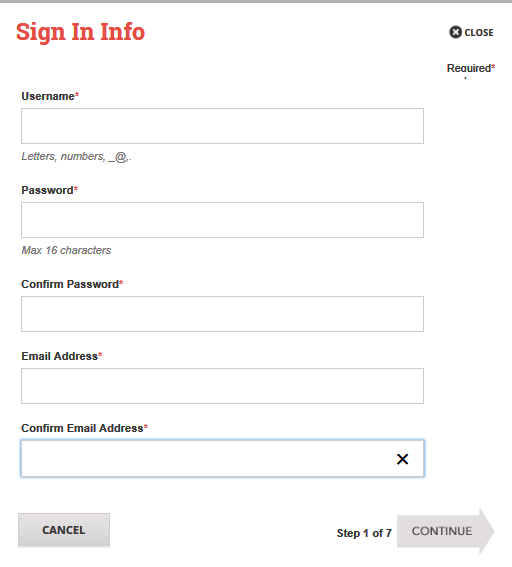 Sign In Info
CLOSE
Required*
Username*
Letters, numbers, _@,.
Password*
Max 16 characters
Confirm Password*
Email Address*
Confirm Email Address*
CANCEL
Step 1 of 7
CONTINUE